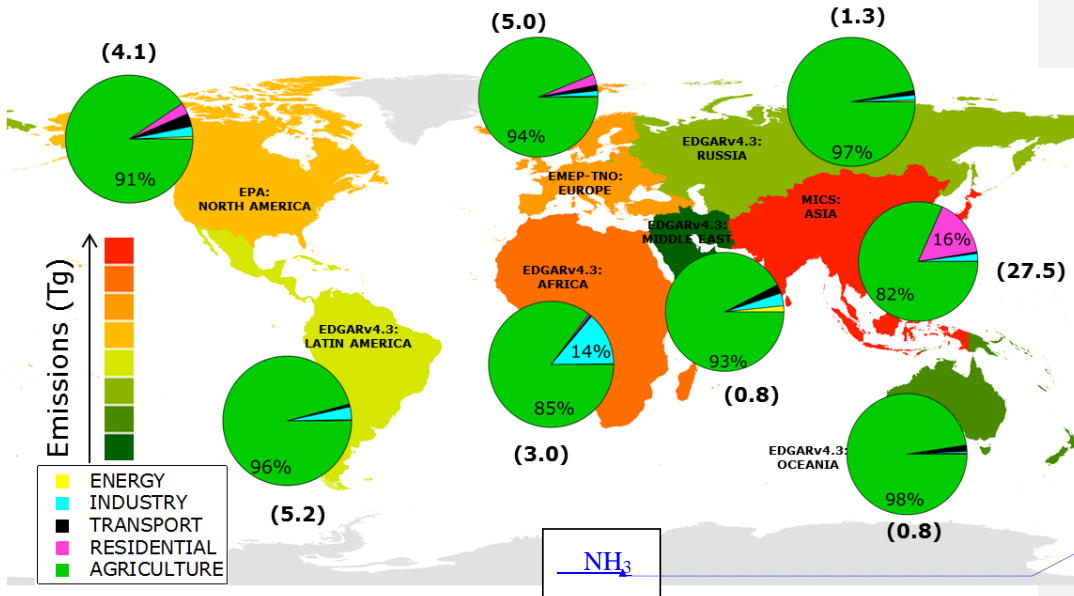 (4.1)
(5.0)
(1.3)
91%
94%
97%
EPA:
NORTH AMERICA
EMEP-TNO:
EUROPE
EDGARv4.3:
RUSSIA
MICS:
ASIA
EDGARv4.3:
MIDDLE EAST
16%
82%
(27.5)
EDGARv4.3:
AFRICA
14%
85%
(3.0)
93%
(0.8)
EDGARv4.3:
LATIN AMERICA
96%
(5.2)
EDGARv4.3:
OCEANIA
98%
(0.8)
Emissions (Tg)
ENERGY
INDUSTRY
TRANSPORT
RESIDENTIAL
AGRICULTURE
NH3